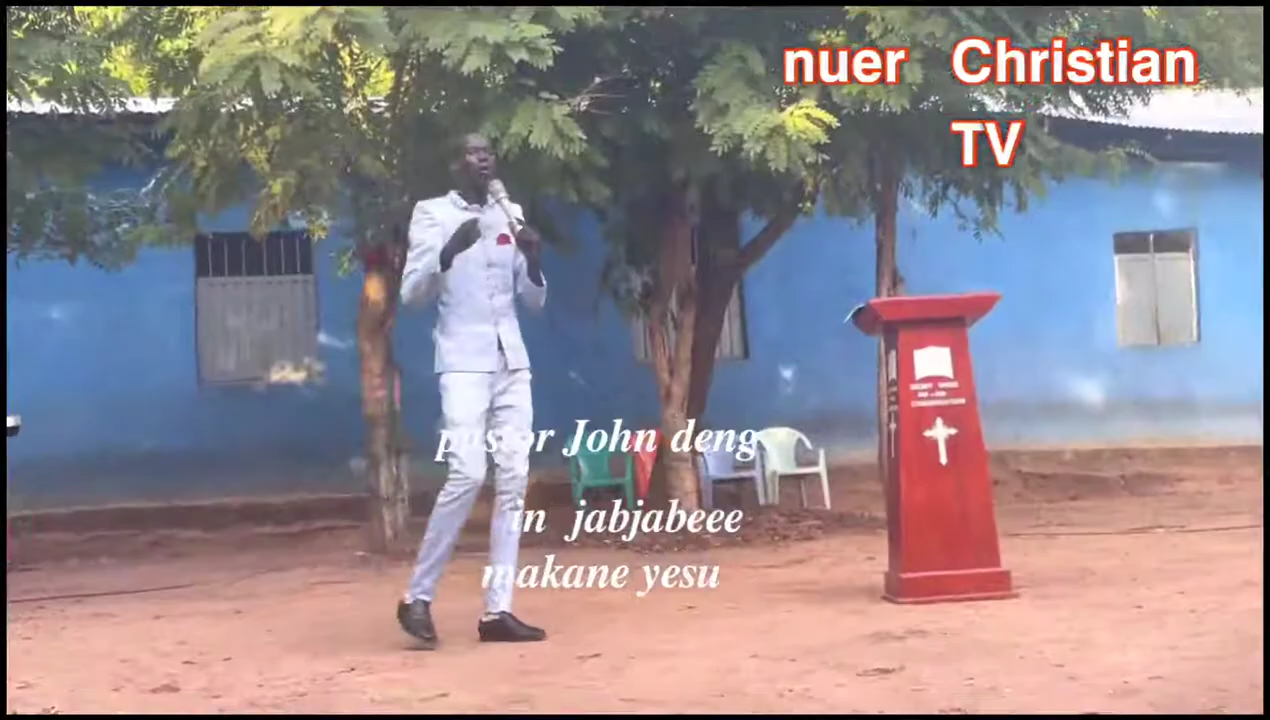 nuer Christian
TV
pastor John deng
in jabjabeee
makane yesu